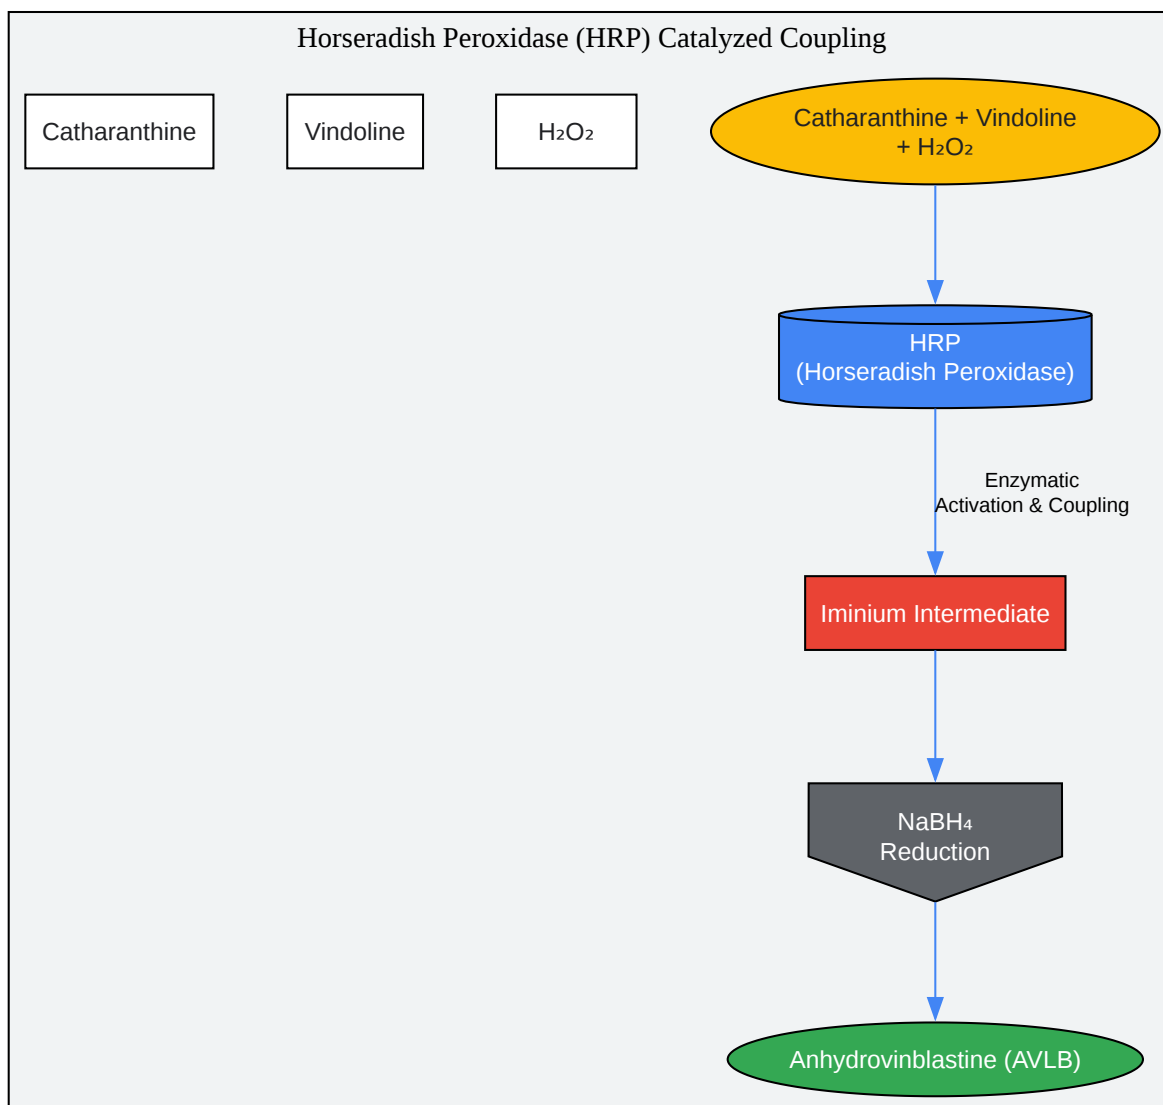 Horseradish Peroxidase (HRP) Catalyzed Coupling
Catharanthine
Vindoline
H₂O₂
Catharanthine + Vindoline
+ H₂O₂
HRP
(Horseradish Peroxidase)
Enzymatic
Activation & Coupling
Iminium Intermediate
NaBH₄
Reduction
Anhydrovinblastine (AVLB)